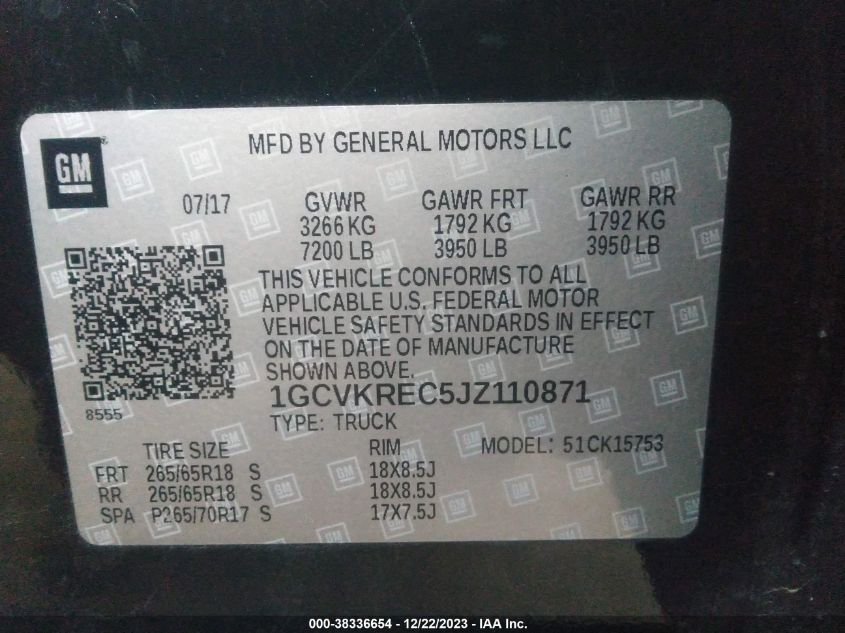 GM
MFD BY GENERAL MOTORS LLC
07/17 GVWR GAWR FRT GAWR RR
3266 KG 1792 KG 1792 KG
7200 LB 3950 LB 3950 LB
THIS VEHICLE CONFORMS TO ALL
APPLICABLE U.S. FEDERAL MOTOR
VEHICLE SAFETY STANDARDS IN EFFECT
ON THE DATE OF MANUFACTURE
SHOWN ABOVE.
1GCVKREC5JZ110871
8555
TYPE: TRUCK
TIRE SIZE RIM MODEL: 51CK15753
FRT 265/65R18 S 18X8.5J
RR 265/65R18 S 18X8.5J
SPA P265/70R17 S 17X7.5J
000-38336654 - 12/22/2023 - IAA Inc.